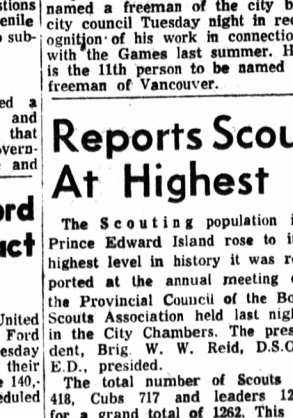 stions
enile
sub-
ed a
and
that
vern-
and
ord
act
United
Ford
esday
their
140,-
eduled
named a freeman of the city b
city council Tuesday night in rec
ognition of his work in connectio
with the Games last summer. H
is the 11th person to be named
freeman of Vancouver.
Reports Scou
At Highest
The Scouting population i
Prince Edward Island rose to i
highest level in history it was r
ported at the annual meeting
the Provincial Council of the Bo
Scouts Association held last nigh
in the City Chambers. The pres
dent, Brig. W. W. Reid, D.S.O
E.D., presided.
The total number of Scouts
418, Cubs 717 and leaders 12
for a grand total of 1262. This